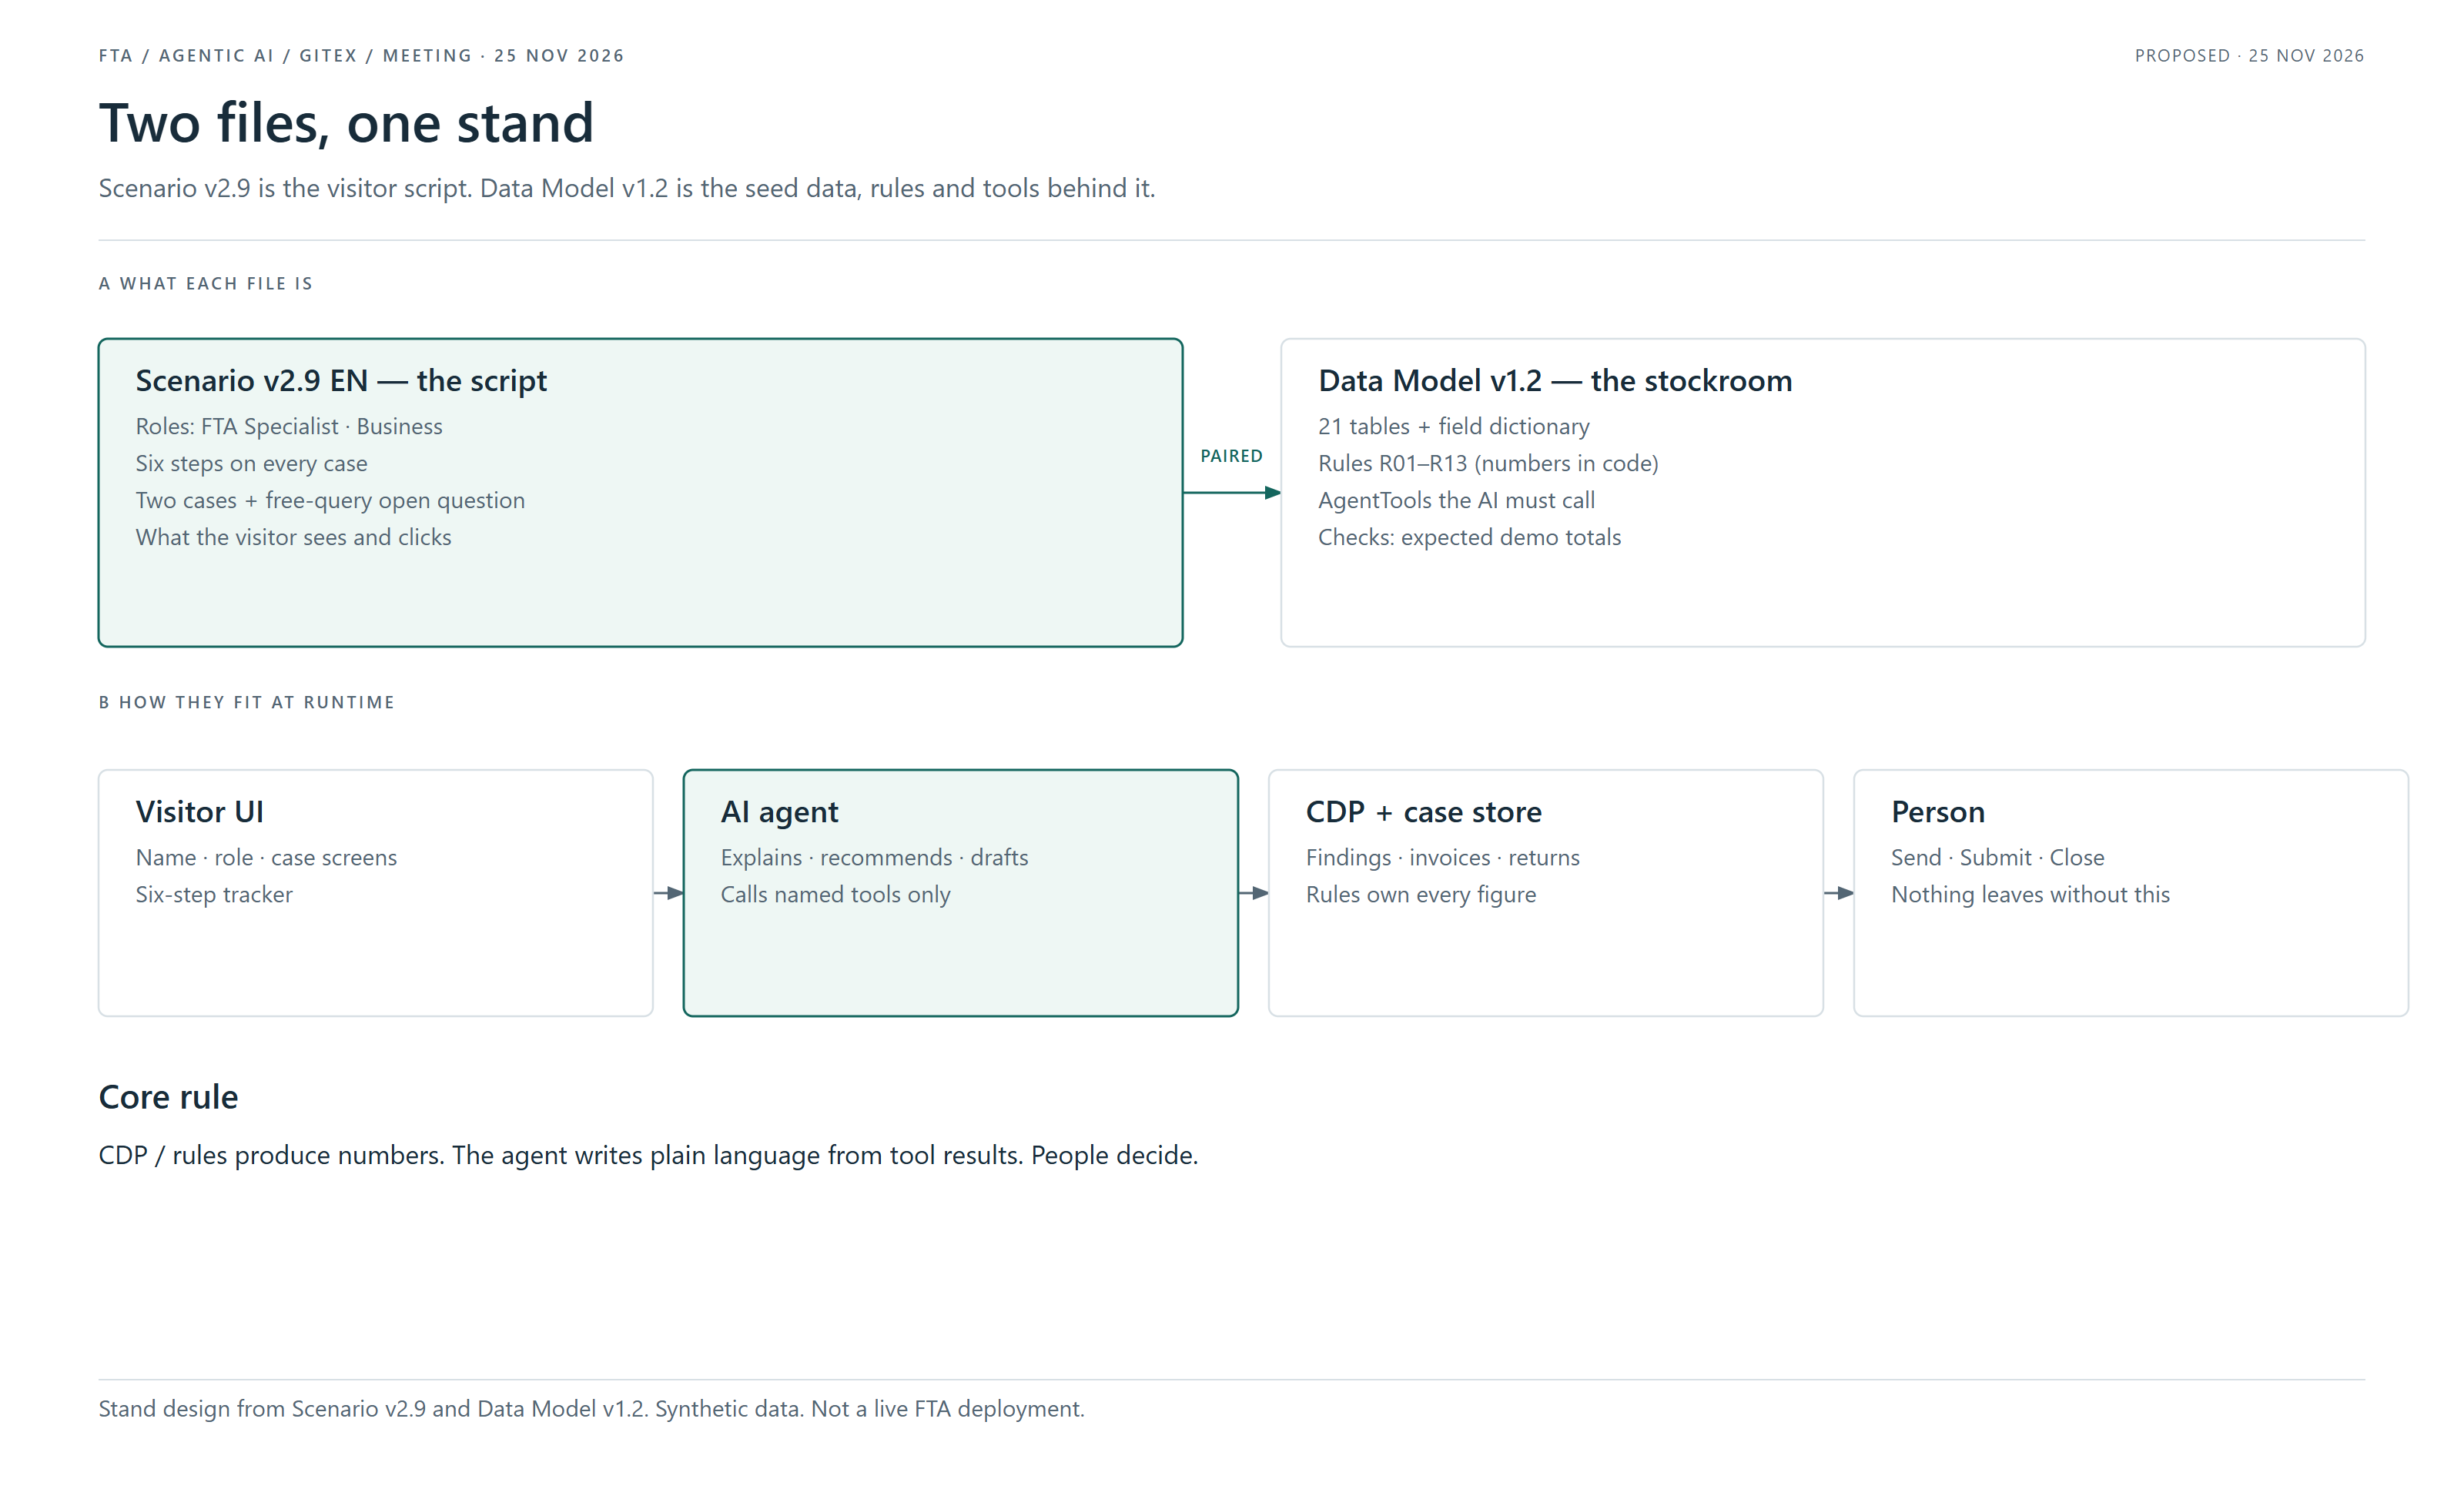 FTA / AGENTIC AI / GITEX / MEETING · 25 NOV 2026
PROPOSED · 25 NOV 2026
Two files, one stand
Scenario v2.9 is the visitor script. Data Model v1.2 is the seed data, rules and tools behind it.
A WHAT EACH FILE IS
Scenario v2.9 EN — the script
Roles: FTA Specialist · Business
Six steps on every case
Two cases + free-query open question
What the visitor sees and clicks
PAIRED
Data Model v1.2 — the stockroom
21 tables + field dictionary
Rules R01–R13 (numbers in code)
AgentTools the AI must call
Checks: expected demo totals
B HOW THEY FIT AT RUNTIME
Visitor UI
Name · role · case screens
Six-step tracker
AI agent
Explains · recommends · drafts
Calls named tools only
CDP + case store
Findings · invoices · returns
Rules own every figure
Person
Send · Submit · Close
Nothing leaves without this
Core rule
CDP / rules produce numbers. The agent writes plain language from tool results. People decide.
Stand design from Scenario v2.9 and Data Model v1.2. Synthetic data. Not a live FTA deployment.